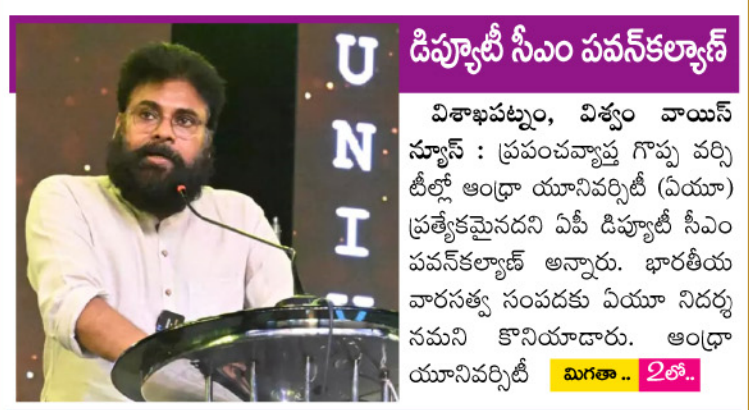 U
N
I
డిప్యూటీ సీఎం పవన్‌కల్యాణ్
విశాఖపట్నం, విశ్వం వాయిస్
న్యూస్ : ప్రపంచవ్యాప్త గొప్ప వర్సి
టీల్లో ఆంధ్రా యూనివర్సిటీ (ఏయూ)
ప్రత్యేకమైనదని ఏపీ డిప్యూటీ సీఎం
పవన్‌కల్యాణ్ అన్నారు. భారతీయ
వారసత్వ సంపదకు ఏయూ నిదర్శ
నమని కొనియాడారు. ఆంధ్రా
యూనివర్సిటీ మిగతా .. 2లో..